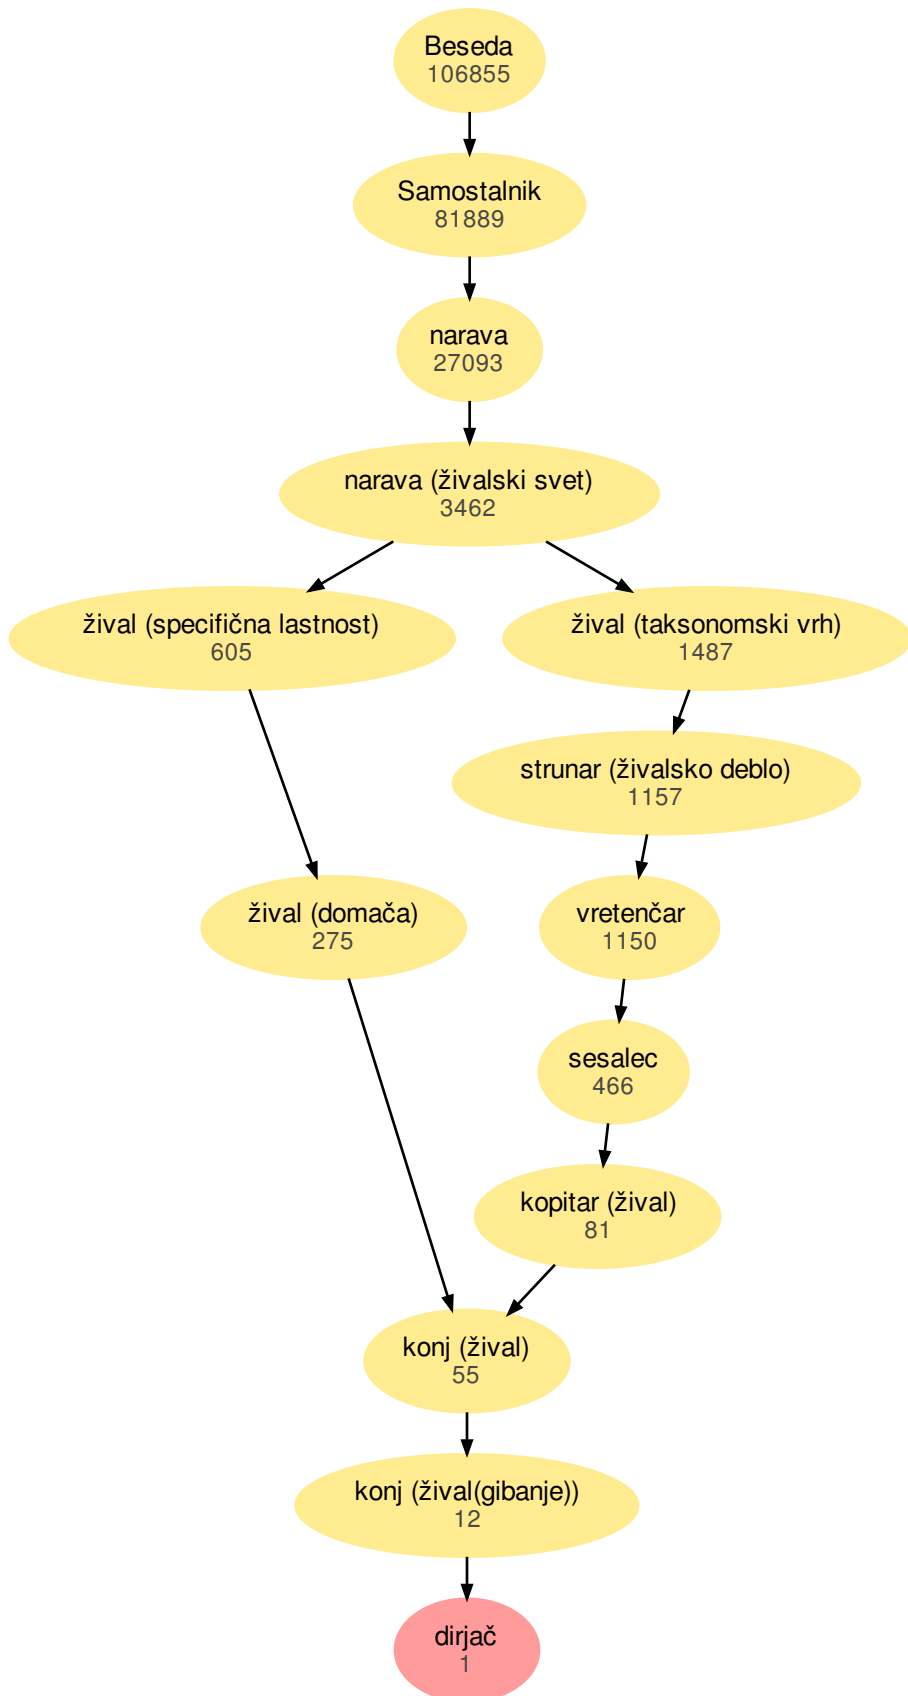 Beseda
106855
Samostalnik
81889
narava
27093
narava (živalski svet)
3462
žival (specifična lastnost)
605
žival (taksonomski vrh)
1487
strunar (živalsko deblo)
1157
žival (domača)
275
vretenčar
1150
sesalec
466
kopitar (žival)
81
konj (žival)
55
konj (žival(gibanje))
12
dirjač
1